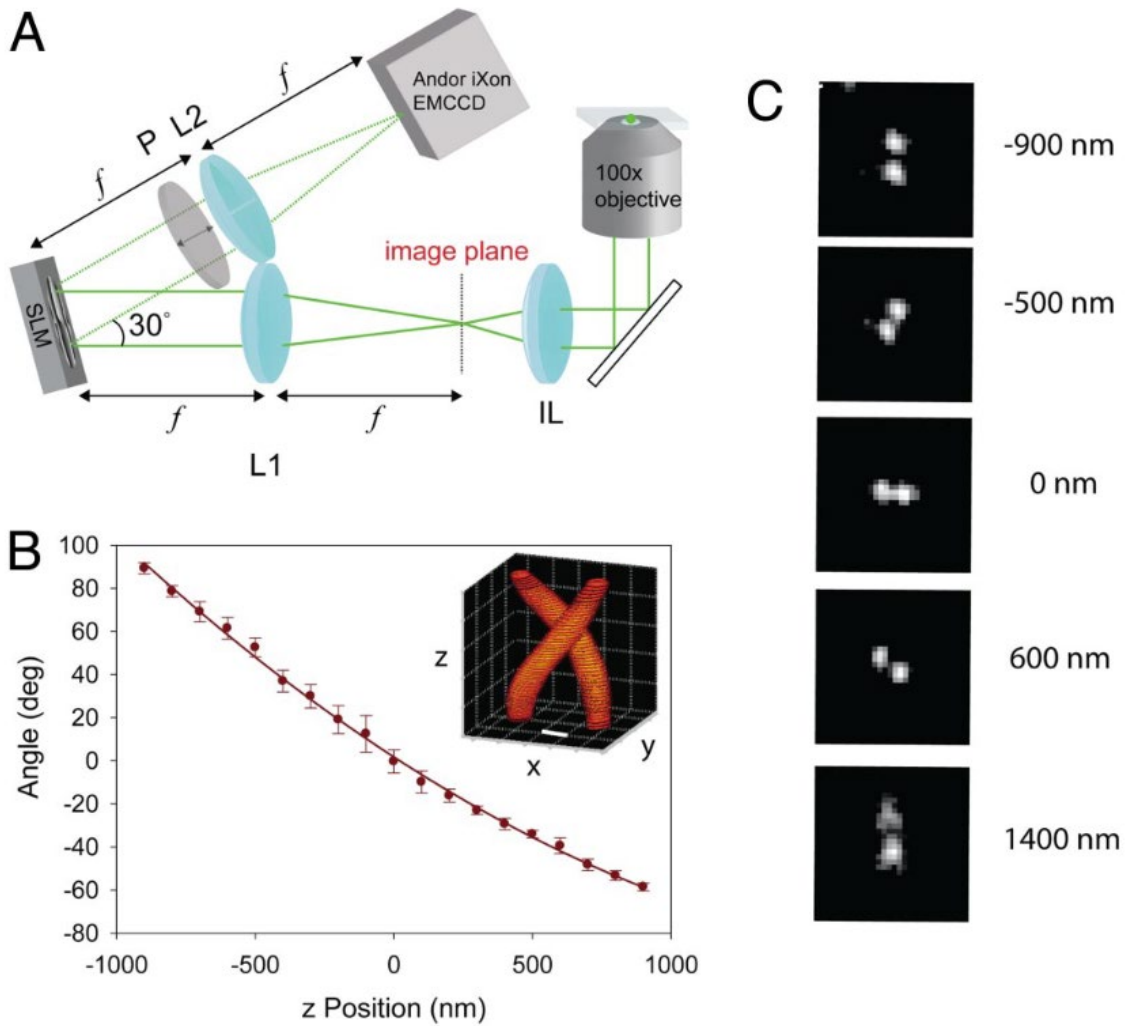 A
Andor iXon
EMCCD
P L2
f
f
100x
objective
image plane
SLM
30°
f
f
IL
L1
B
100
80
60
40
20
0
-20
-40
-60
-80
Angle (deg)
-1000
-500
0
500
1000
z Position (nm)
z
x
y
C
-900 nm
-500 nm
0 nm
600 nm
1400 nm